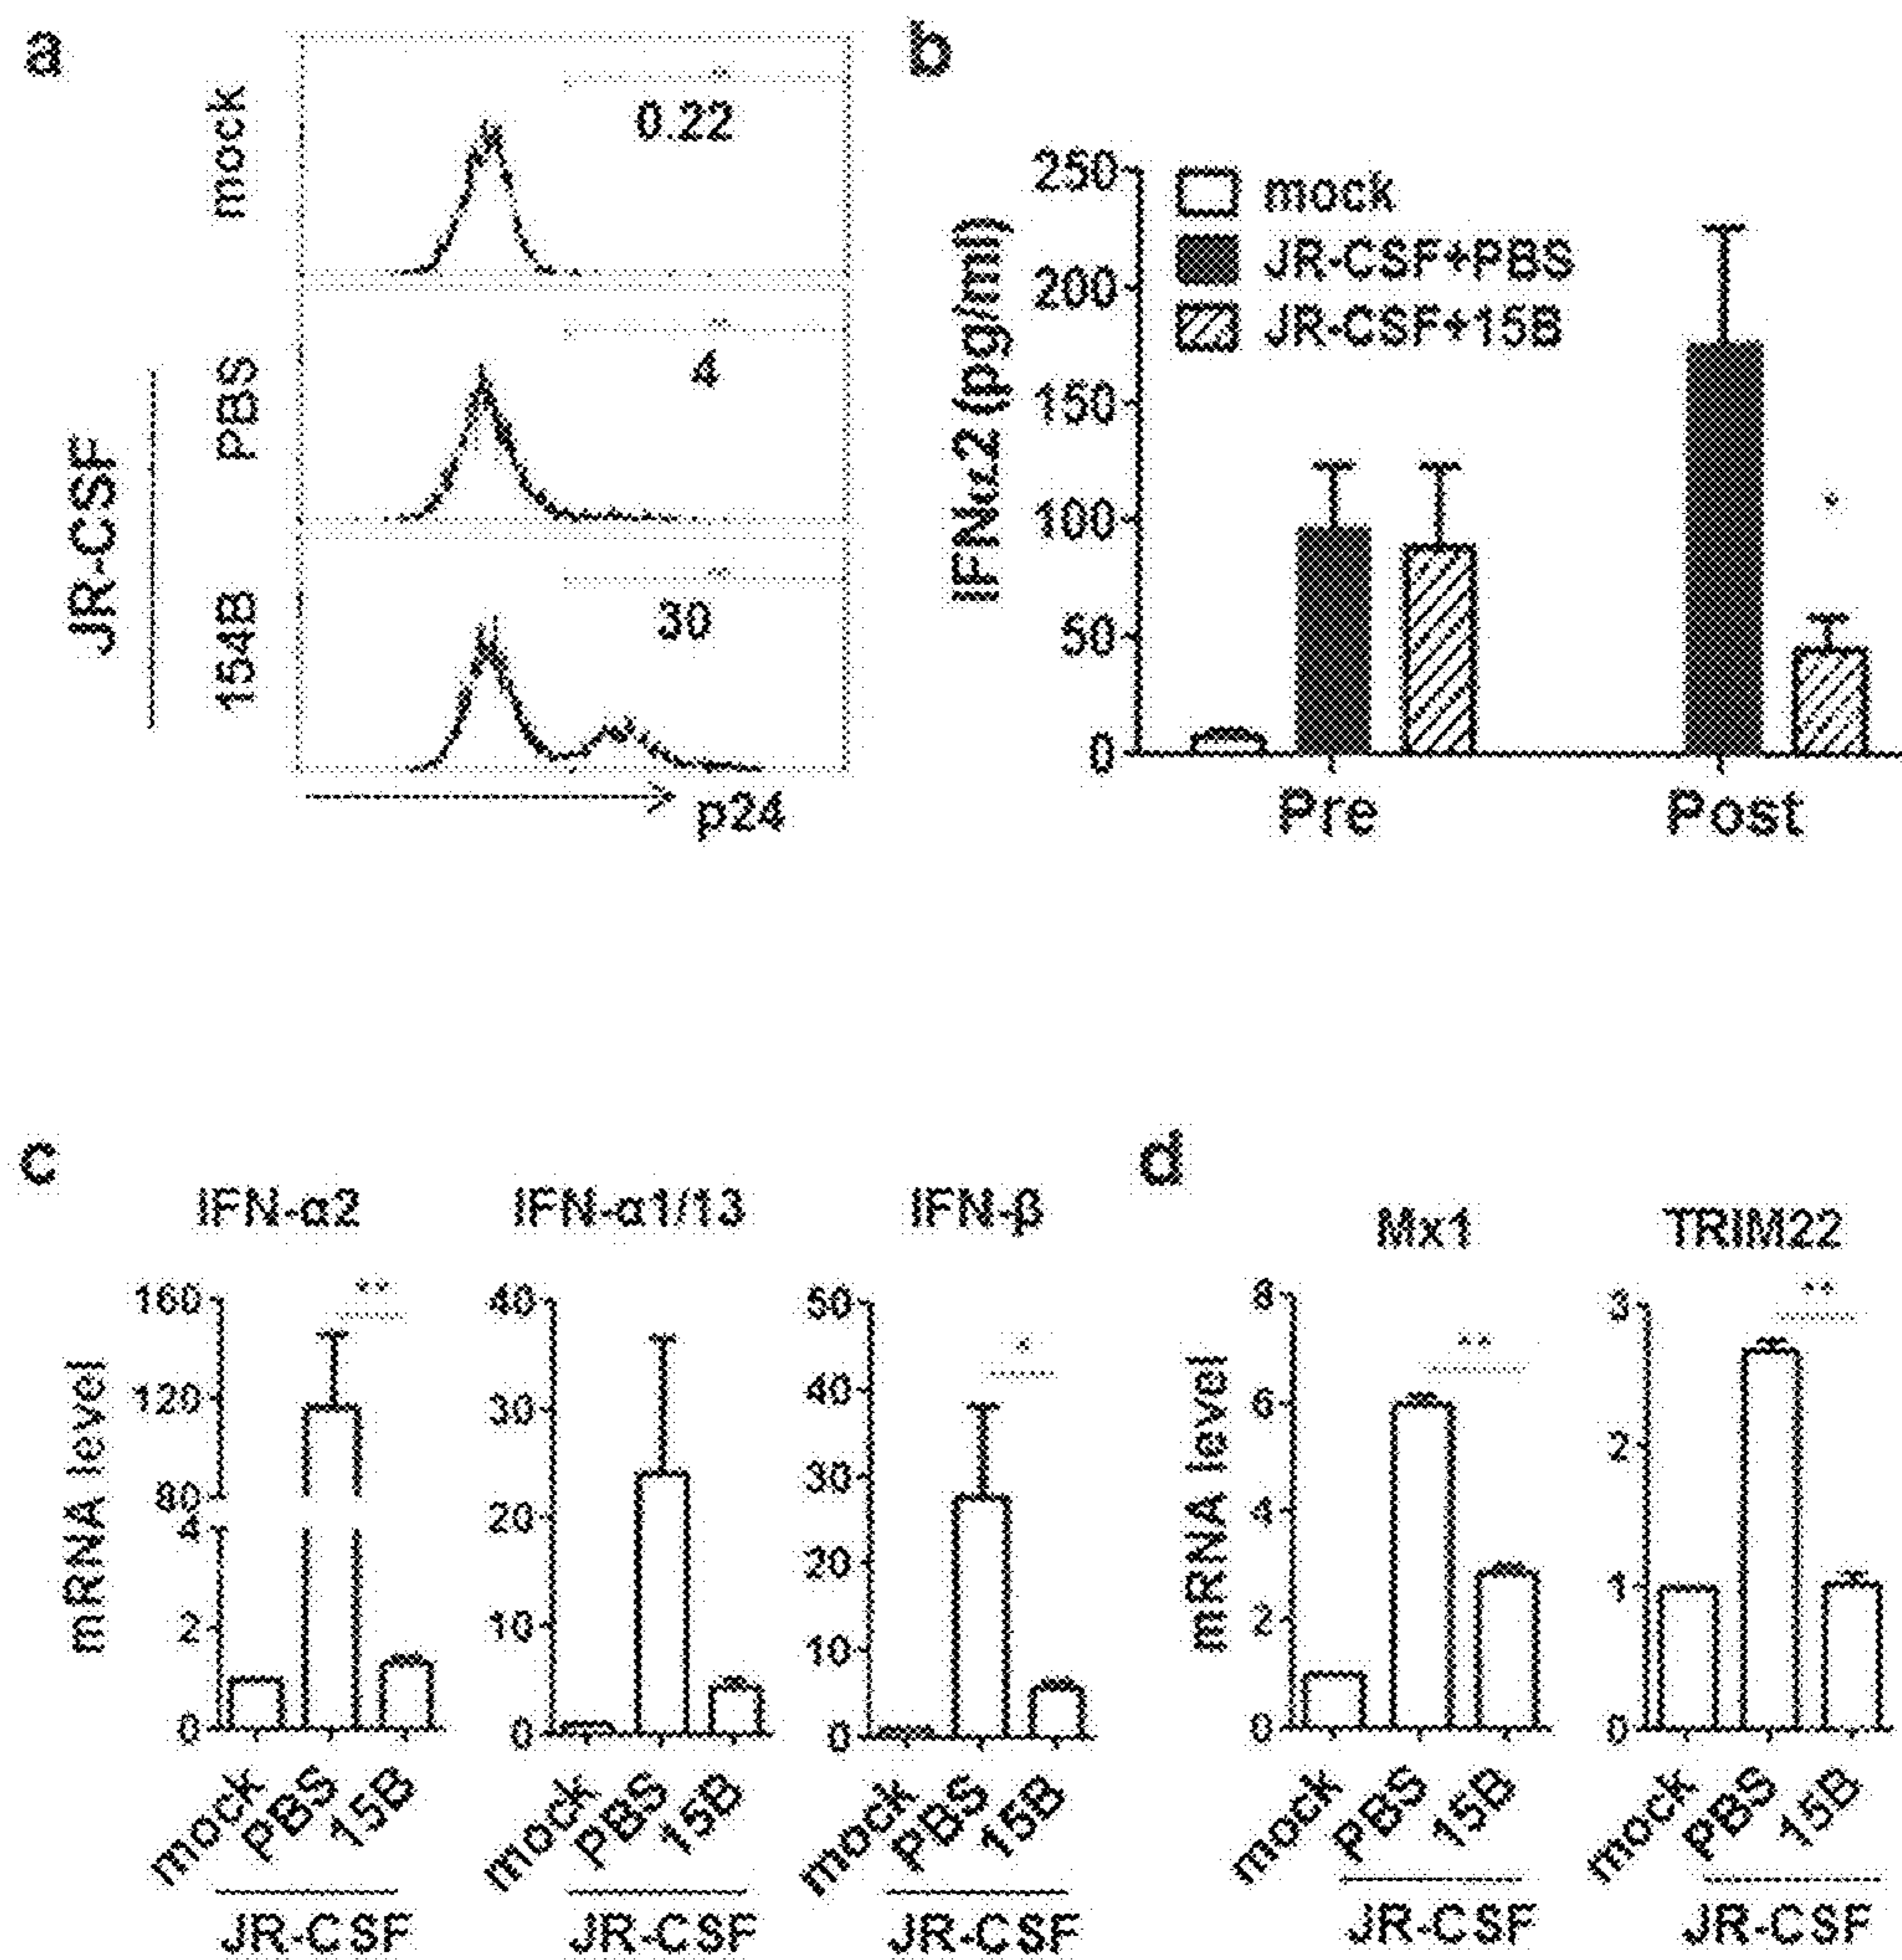 a
mock
0.22
JR-CSF
PBS
4
154B
30
p24
b
IFNα2 (pg/ml)
250
200
150
100
50
0
mock
JR-CSF+PBS
JR-CSF+15B
*
Pre
Post
c
IFN-α2
mRNA level
160
120
80
4
2
0
**
mock
PBS
15B
JR-CSF
IFN-α1/13
40
30
20
10
0
mock
PBS
15B
JR-CSF
IFN-β
50
40
30
20
10
0
*
mock
PBS
15B
JR-CSF
d
Mx1
mRNA level
8
6
4
2
0
**
mock
PBS
15B
JR-CSF
TRIM22
3
2
1
0
**
mock
PBS
15B
JR-CSF